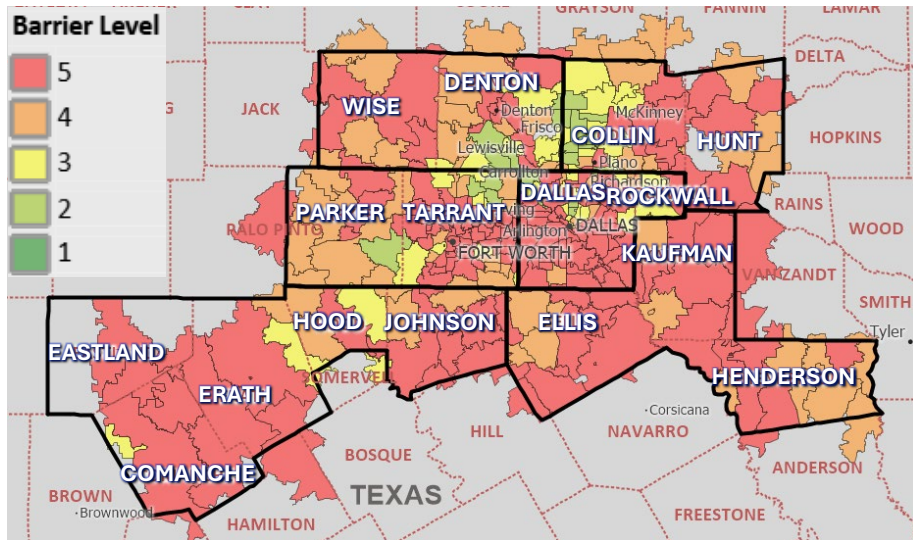 Barrier Level
5
4
3
2
1
GRAYSON
FANNIN
LAMAR
DELTA
JACK
WISE
DENTON
Denton
Frisco
McKinney
COLLIN
HUNT
HOPKINS
Lewisville
Carrollton
Plano
Richardson
DALLAS
ROCKWALL
RAINS
PARKER
TARRANT
Irving
Arlington
DALLAS
PALO PINTO
FORT WORTH
KAUFMAN
WOOD
VAN ZANDT
SMITH
Tyler
HOOD
JOHNSON
ELLIS
EASTLAND
SOMERVELL
ERATH
HENDERSON
Corsicana
HILL
NAVARRO
BOSQUE
ANDERSON
COMANCHE
BROWN
Brownwood
TEXAS
FREESTONE
HAMILTON